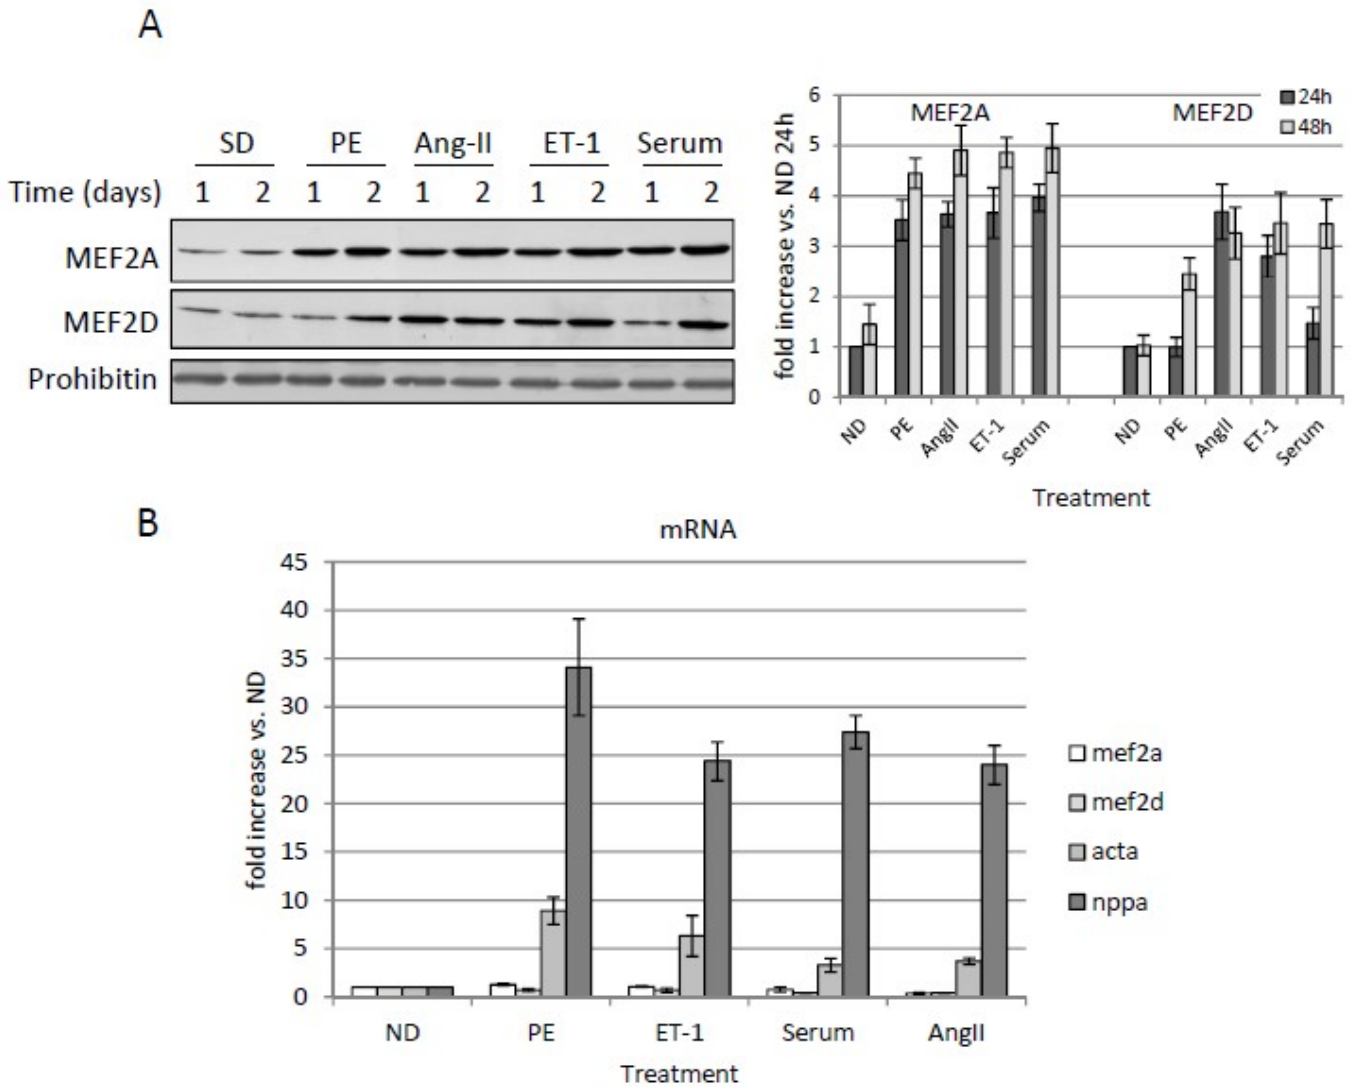 A
SD PE Ang-II ET-1 Serum
Time (days) 1 2 1 2 1 2 1 2 1 2
MEF2A
MEF2D
Prohibitin
fold increase vs. ND 24h
6
5
4
3
2
1
0
MEF2A MEF2D
24h
48h
ND PE AngII ET-1 Serum ND PE AngII ET-1 Serum
Treatment
B
mRNA
fold increase vs. ND
45
40
35
30
25
20
15
10
5
0
ND PE ET-1 Serum AngII
Treatment
mef2a
mef2d
acta
nppa